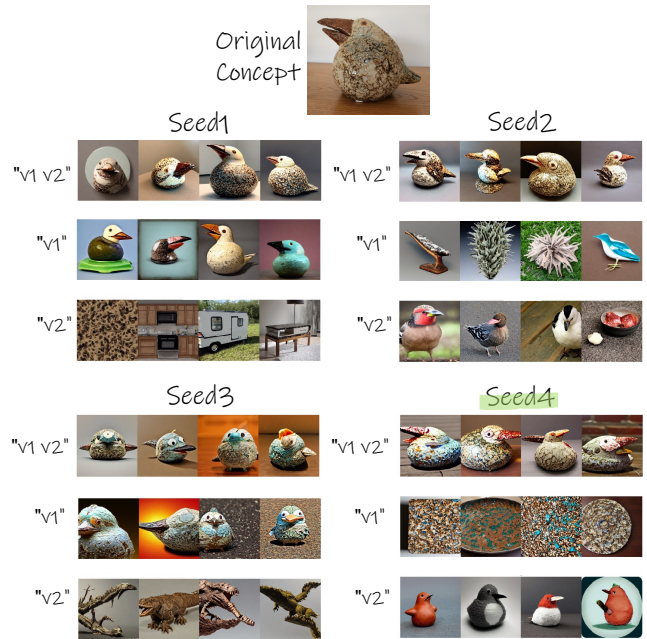 Original
Concept
Seed1
Seed2
"v1 v2"
"v1 v2"
"v1"
"v1"
"v2"
"v2"
Seed3
Seed4
"v1 v2"
"v1 v2"
"v1"
"v1"
"v2"
"v2"